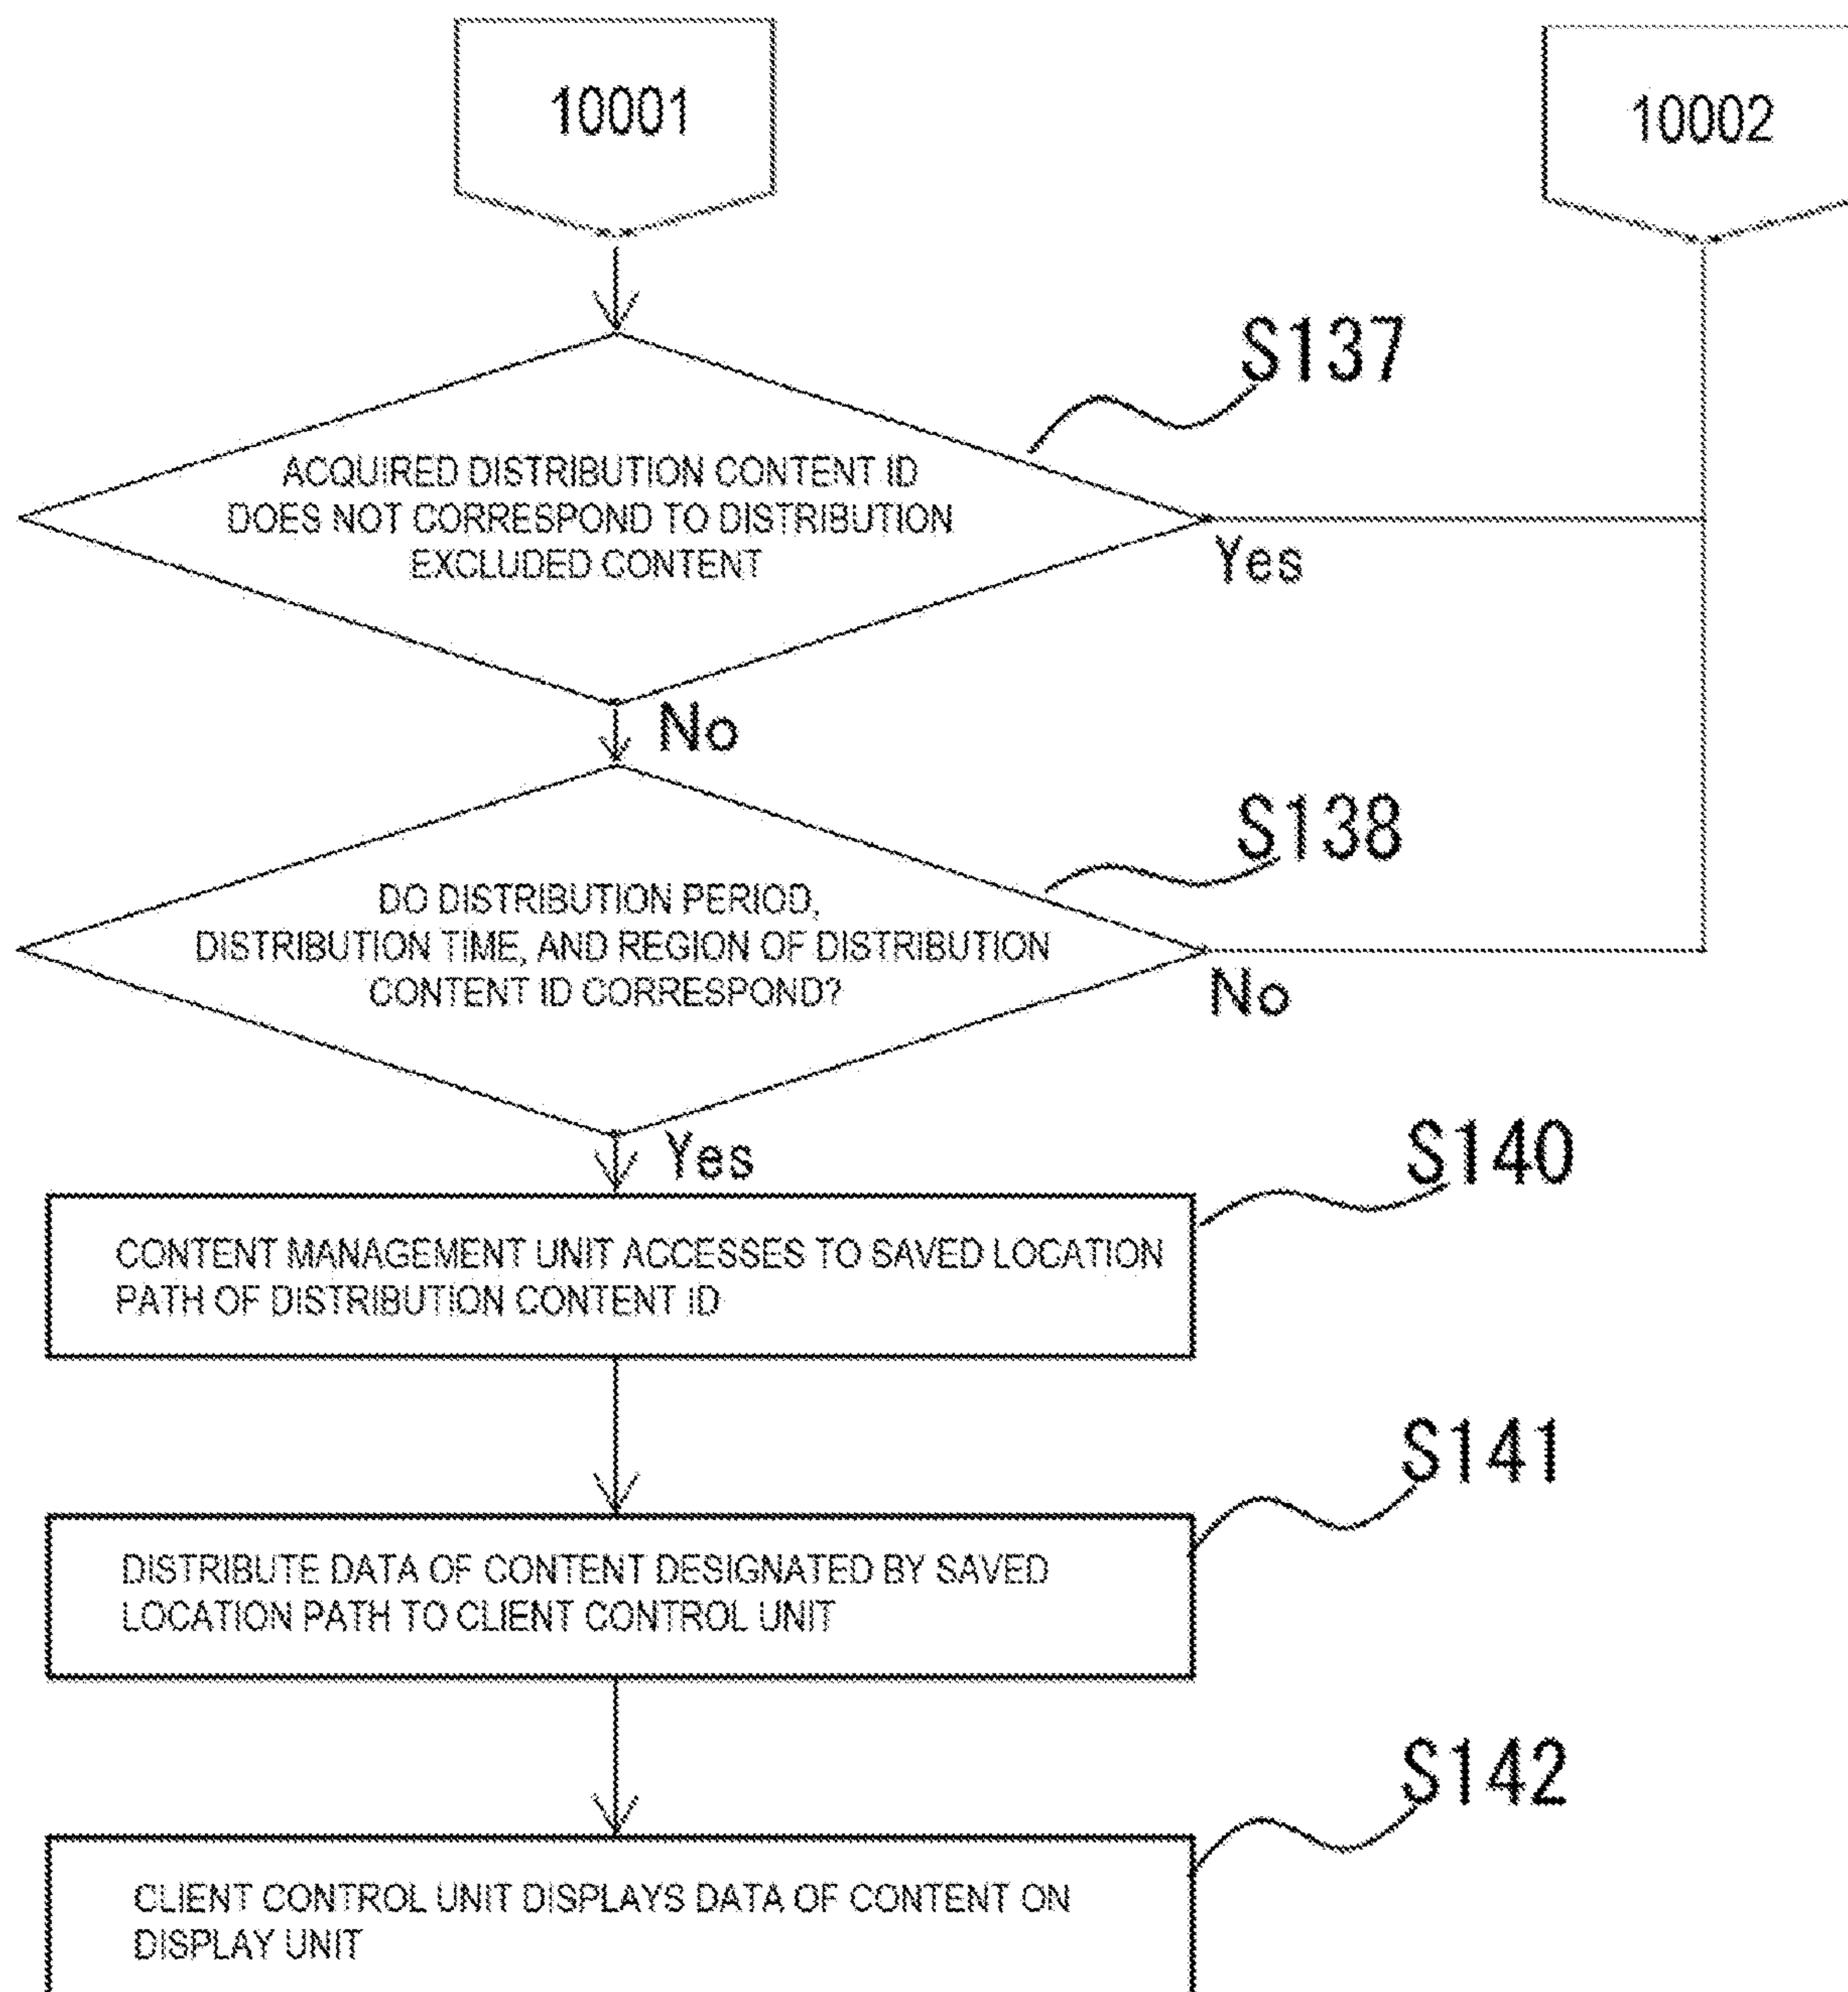 10001
10002
S137
ACQUIRED DISTRIBUTION CONTENT ID
DOES NOT CORRESPOND TO DISTRIBUTION
EXCLUDED CONTENT
Yes
No
S138
DO DISTRIBUTION PERIOD,
DISTRIBUTION TIME, AND REGION OF DISTRIBUTION
CONTENT ID CORRESPOND?
No
Yes
S140
CONTENT MANAGEMENT UNIT ACCESSES TO SAVED LOCATION
PATH OF DISTRIBUTION CONTENT ID
S141
DISTRIBUTE DATA OF CONTENT DESIGNATED BY SAVED
LOCATION PATH TO CLIENT CONTROL UNIT
S142
CLIENT CONTROL UNIT DISPLAYS DATA OF CONTENT ON
DISPLAY UNIT